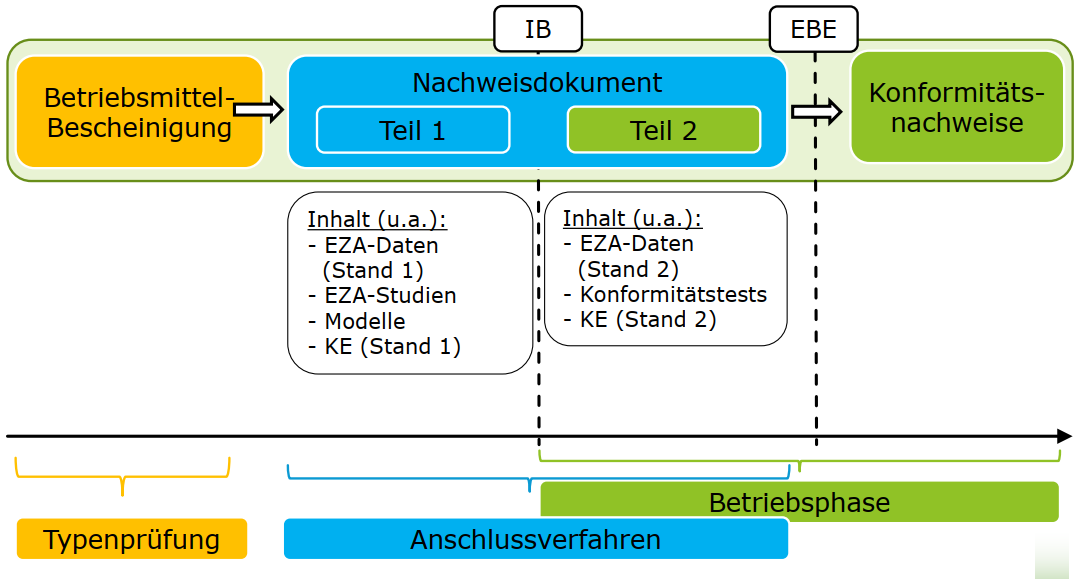 IB
EBE
Betriebsmittel-
Bescheinigung
Nachweisdokument
Teil 1
Teil 2
Konformitäts-
nachweise
Inhalt (u.a.):
- EZA-Daten
(Stand 1)
- EZA-Studien
- Modelle
- KE (Stand 1)
Inhalt (u.a.):
- EZA-Daten
(Stand 2)
- Konformitätstests
- KE (Stand 2)
Betriebsphase
Typenprüfung
Anschlussverfahren